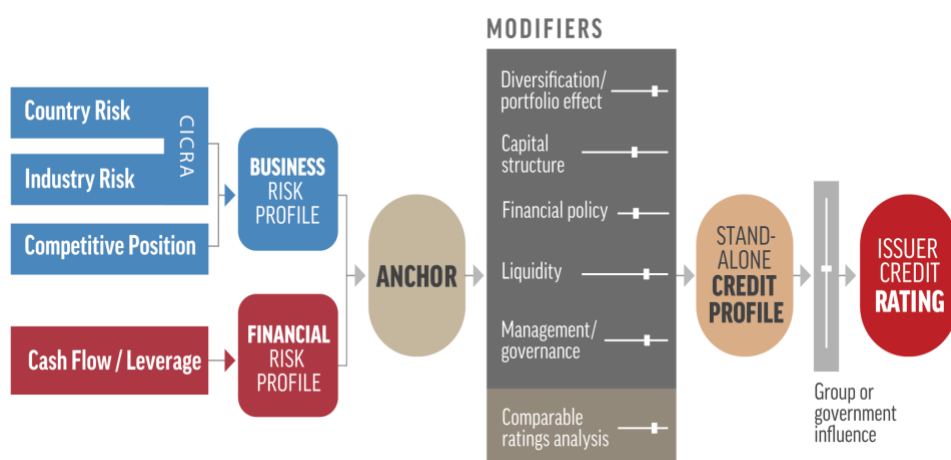 MODIFIERS
Country Risk
CICRA
Industry Risk
Competitive Position
Cash Flow / Leverage
BUSINESS
RISK
PROFILE
FINANCIAL
RISK
PROFILE
ANCHOR
Diversification/
portfolio effect
Capital
structure
Financial policy
Liquidity
Management/
governance
Comparable
ratings analysis
STAND-
ALONE
CREDIT
PROFILE
Group or
government
influence
ISSUER
CREDIT
RATING